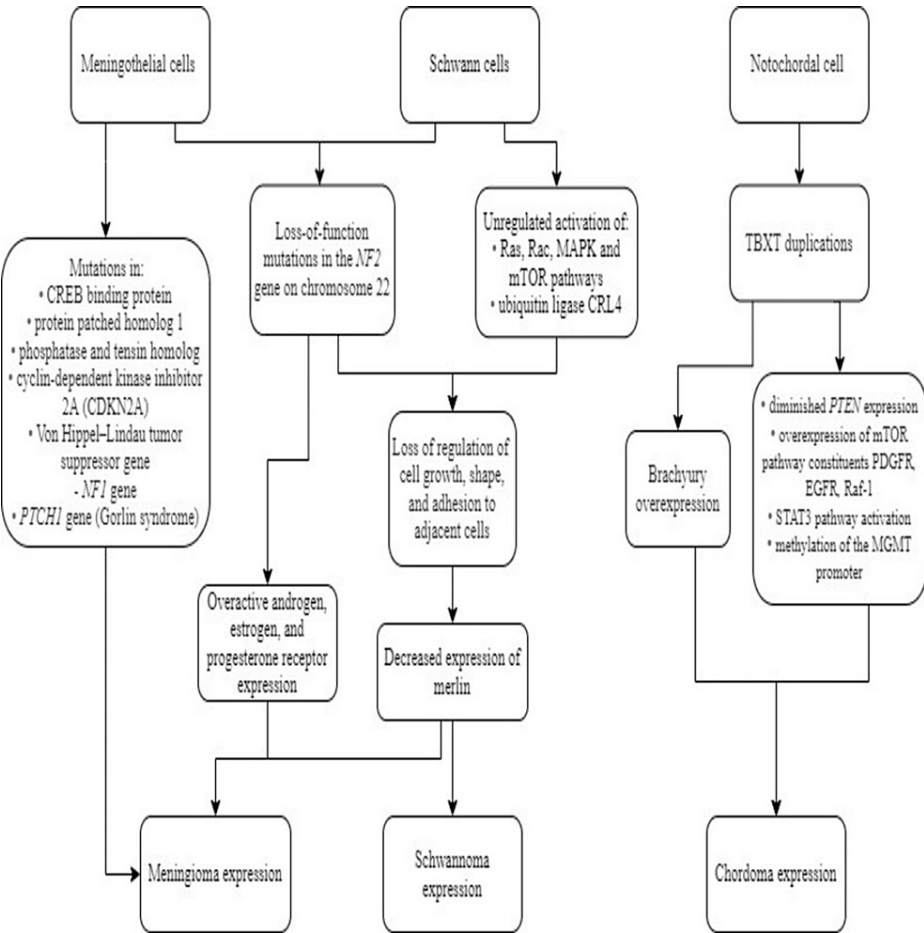 Meningothelial cells
Schwann cells
Notochordal cell
Loss-of-function
mutations in the NF2
gene on chromosome 22
Unregulated activation of:
• Ras, Rac, MAPK and
mTOR pathways
• ubiquitin ligase CRL4
TBXT duplications
Mutations in:
• CREB binding protein
• protein patched homolog 1
• phosphatase and tensin homolog
• cyclin-dependent kinase inhibitor
2A (CDKN2A)
• Von Hippel–Lindau tumor
suppressor gene
- NF1 gene
• PTCH1 gene (Gorlin syndrome)
Loss of regulation of
cell growth, shape,
and adhesion to
adjacent cells
Brachyury
overexpression
• diminished PTEN expression
• overexpression of mTOR
pathway constituents PDGFR,
EGFR, Raf-1
• STAT3 pathway activation
• methylation of the MGMT
promoter
Overactive androgen,
estrogen, and
progesterone receptor
expression
Decreased expression of
merlin
Meningioma expression
Schwannoma
expression
Chordoma expression